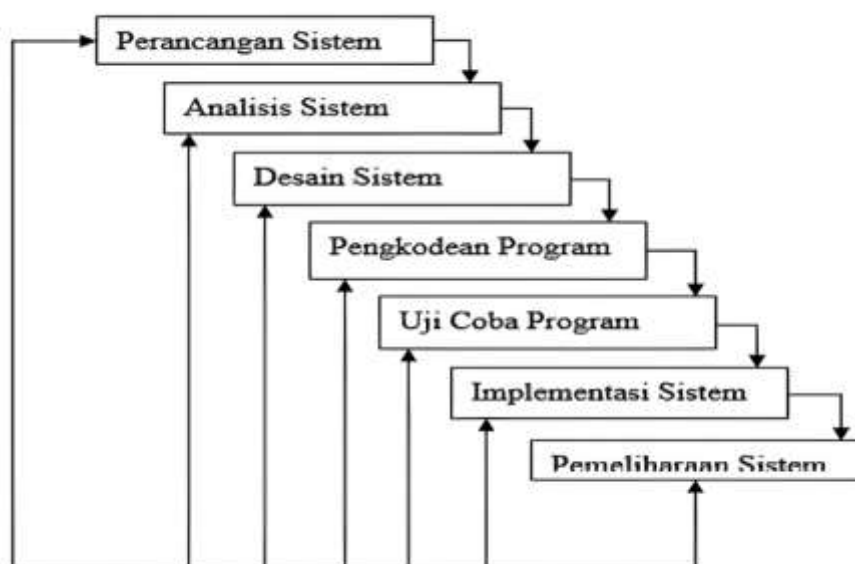 Perancangan Sistem
Analisis Sistem
Desain Sistem
Pengkodean Program
Uji Coba Program
Implementasi Sistem
Pemeliharaan Sistem